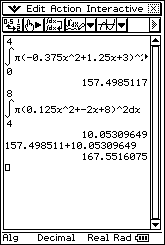 Edit Action Interactive
4
∫π(-0.375x^2+1.25x+3)^
0
157.4985117
8
∫π(0.125x^2+-2x+8)^2dx
4
10.05309649
157.498511+10.05309649
167.5516075
Alg Decimal Real Rad